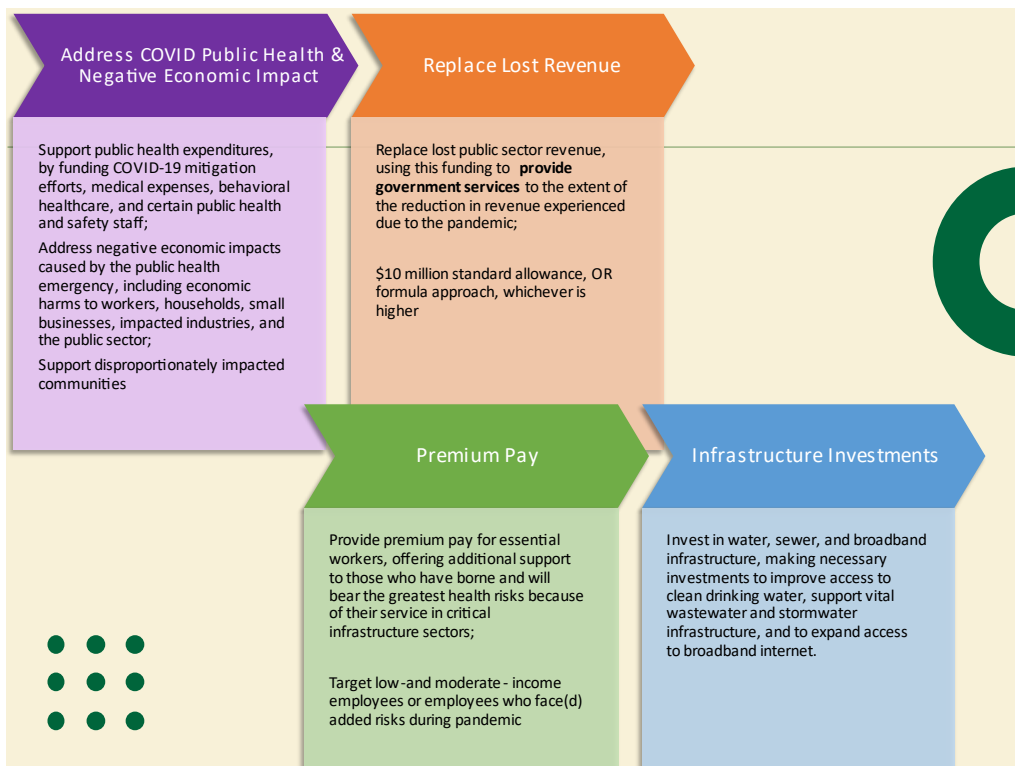 Address COVID Public Health &
Negative Economic Impact
Support public health expenditures,
by funding COVID-19 mitigation
efforts, medical expenses, behavioral
healthcare, and certain public health
and safety staff;
Address negative economic impacts
caused by the public health
emergency, including economic
harms to workers, households, small
businesses, impacted industries, and
the public sector;
Support disproportionately impacted
communities
Replace Lost Revenue
Replace lost public sector revenue,
using this funding to provide
government services to the extent of
the reduction in revenue experienced
due to the pandemic;
$10 million standard allowance, OR
formula approach, whichever is
higher
Premium Pay
Provide premium pay for essential
workers, offering additional support
to those who have borne and will
bear the greatest health risks because
of their service in critical
infrastructure sectors;
Target low-and moderate- income
employees or employees who face(d)
added risks during pandemic
Infrastructure Investments
Invest in water, sewer, and broadband
infrastructure, making necessary
investments to improve access to
clean drinking water, support vital
wastewater and stormwater
infrastructure, and to expand access
to broadband internet.